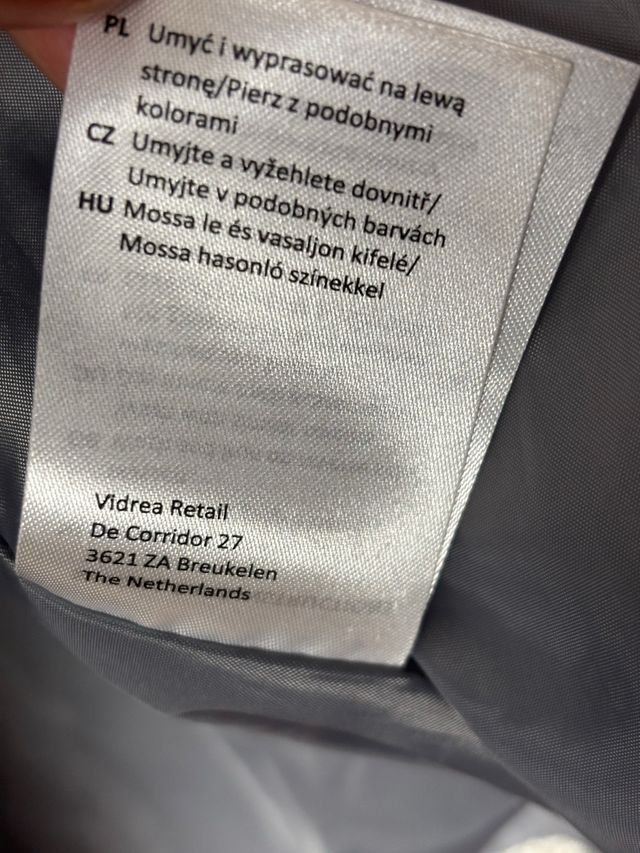 PL Umyć i wyprasować na lewą
stronę/Pierz z podobnymi
kolorami
CZ Umyjte a vyžehlete dovnitř/
Umyjte v podobných barvách
HU Mossa le és vasaljon kifelé/
Mossa hasonló színekkel
Vidrea Retail
De Corridor 27
3621 ZA Breukelen
The Netherlands